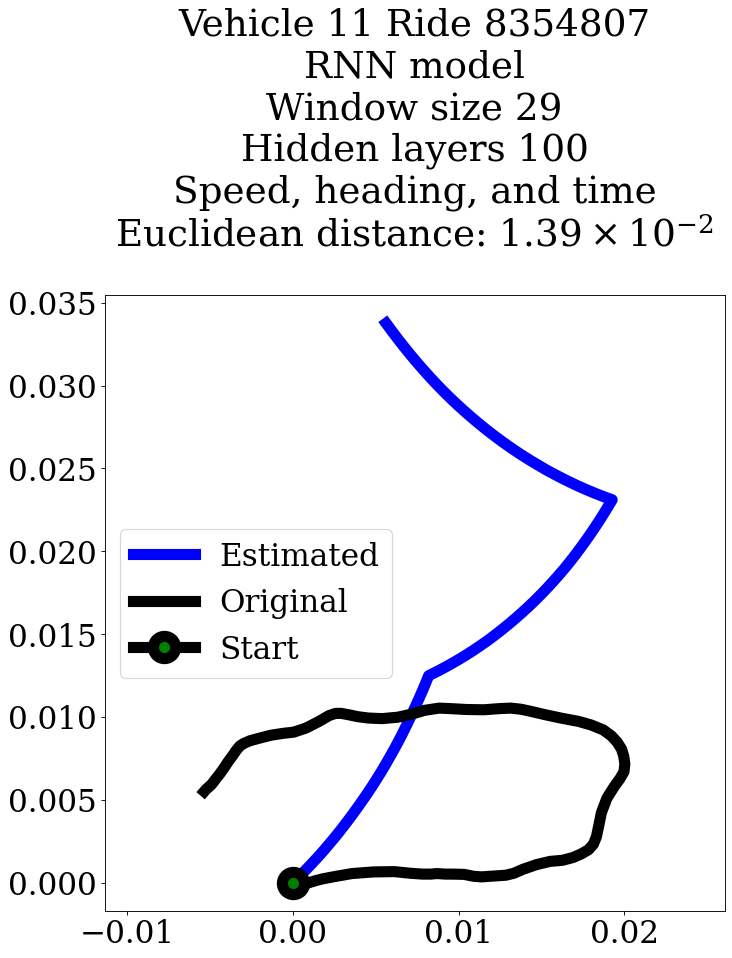 Vehicle 11 Ride 8354807
RNN model
Window size 29
Hidden layers 100
Speed, heading, and time
Euclidean distance: 1.39 × 10⁻²
0.035
0.030
0.025
0.020
0.015
0.010
0.005
0.000
Estimated
Original
Start
−0.01 0.00 0.01 0.02